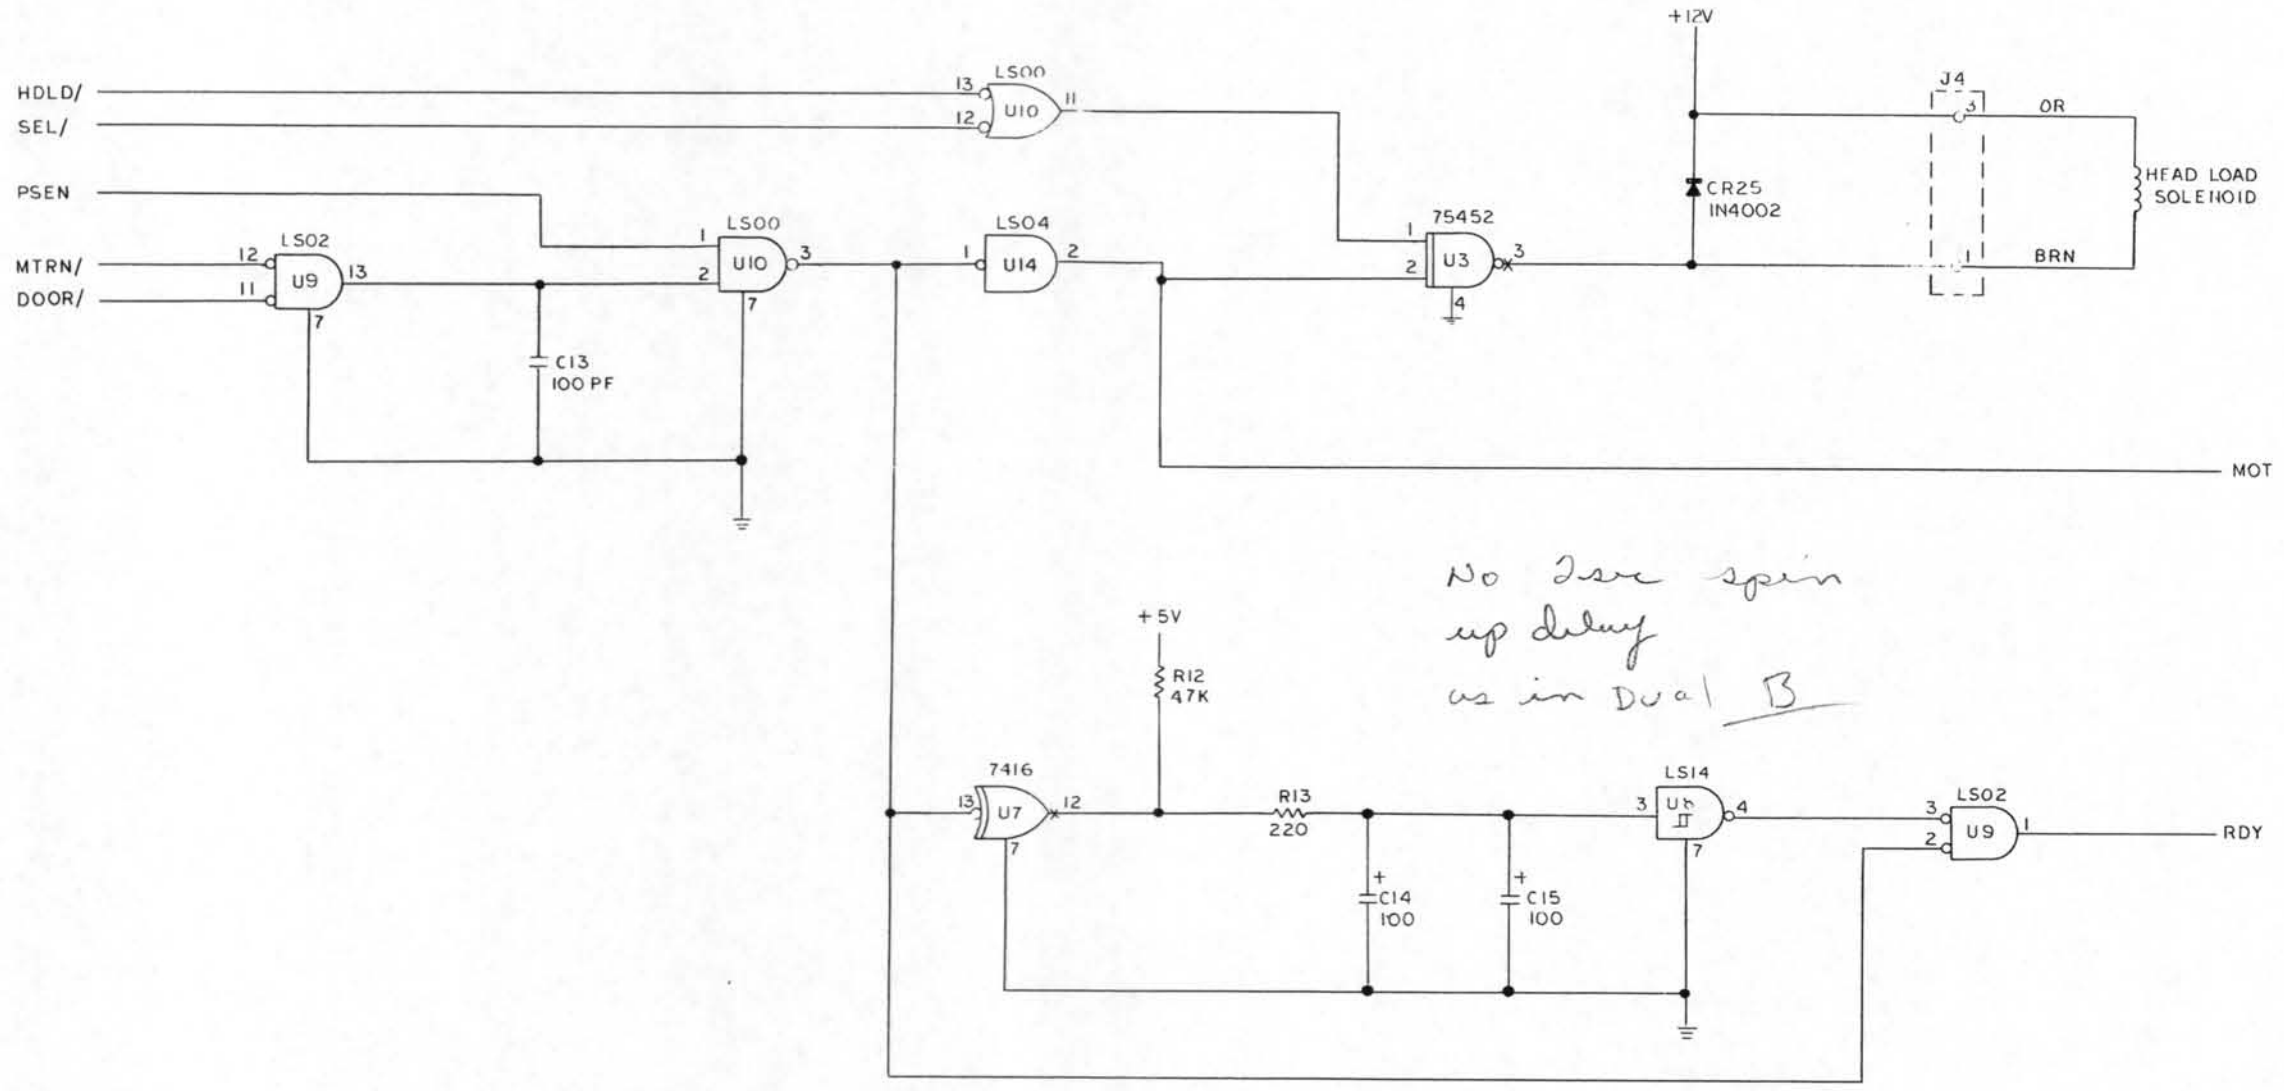 +12V
J4
HDLD/
13
LS00
U10
11
3
OR
SEL/
12
PSEN
CR25
1N4002
HEAD LOAD
SOLENOID
LS00
LS04
75452
1
U10
3
1
U14
2
1
U3
3
1
BRN
LS02
12
MTRN/
U9
13
2
2
4
DOOR/
11
7
7
C13
100 PF
MOT
No 2sec spin
up delay
as in Dual B
+5V
R12
47K
7416
13
U7
12
R13
220
LS14
3
4
LS02
3
U9
1
RDY
2
7
7
+
C14
100
+
C15
100